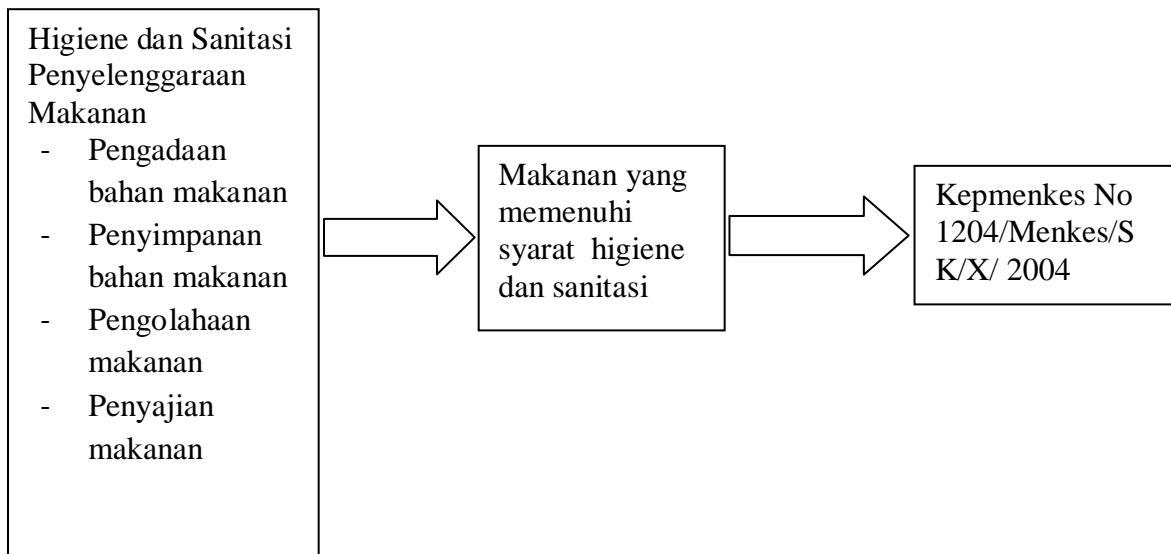 Higiene dan Sanitasi
Penyelenggaraan
Makanan
- Pengadaan
bahan makanan
- Penyimpanan
bahan makanan
- Pengolahaan
makanan
- Penyajian
makanan
Makanan yang
memenuhi
syarat higiene
dan sanitasi
Kepmenkes No
1204/Menkes/S
K/X/ 2004